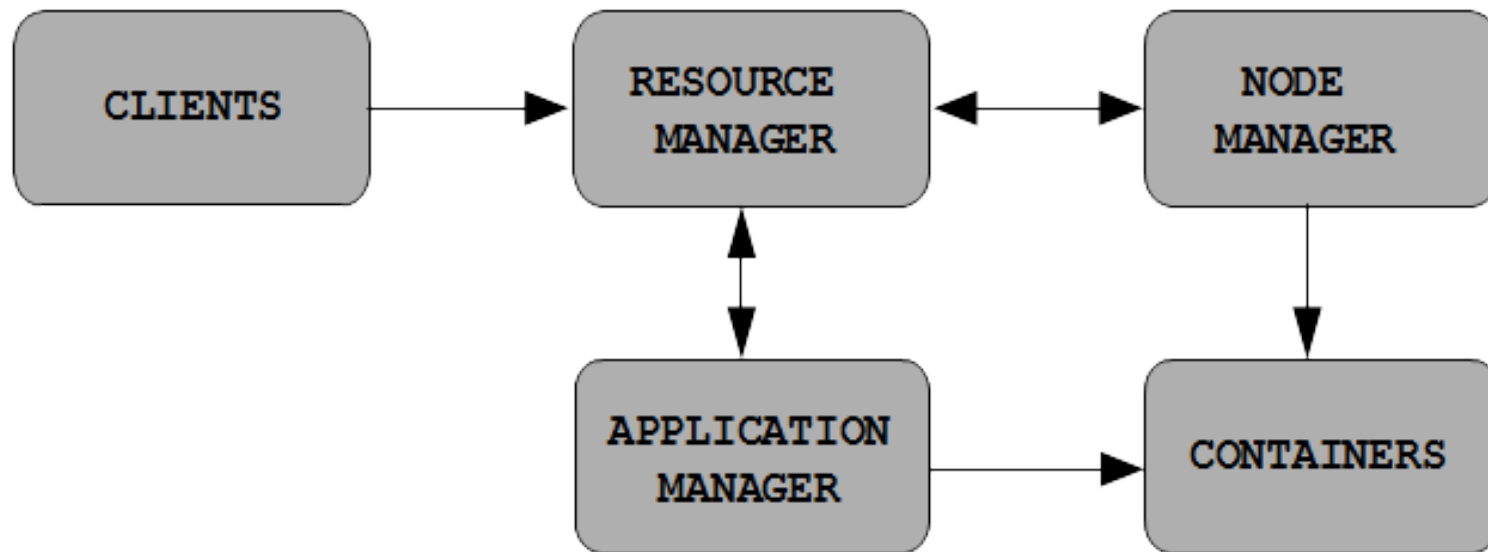 CLIENTS
RESOURCE
MANAGER
NODE
MANAGER
APPLICATION
MANAGER
CONTAINERS